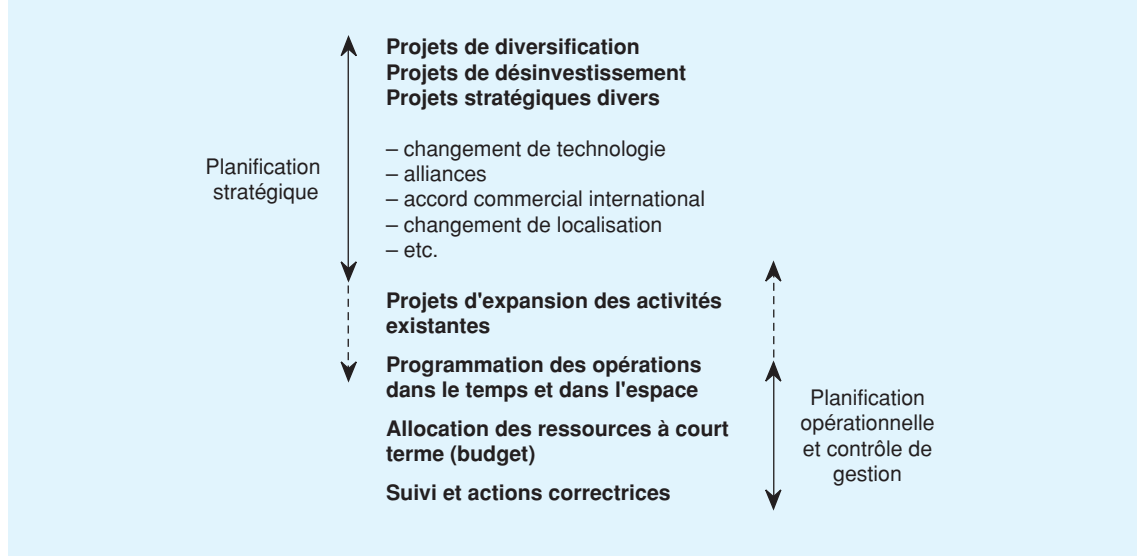 Projets de diversification
Projets de désinvestissement
Projets stratégiques divers
– changement de technologie
– alliances
– accord commercial international
– changement de localisation
– etc.
Planification
stratégique
Projets d'expansion des activités
existantes
Programmation des opérations
dans le temps et dans l'espace
Allocation des ressources à court
terme (budget)
Suivi et actions correctrices
Planification
opérationnelle
et contrôle de
gestion